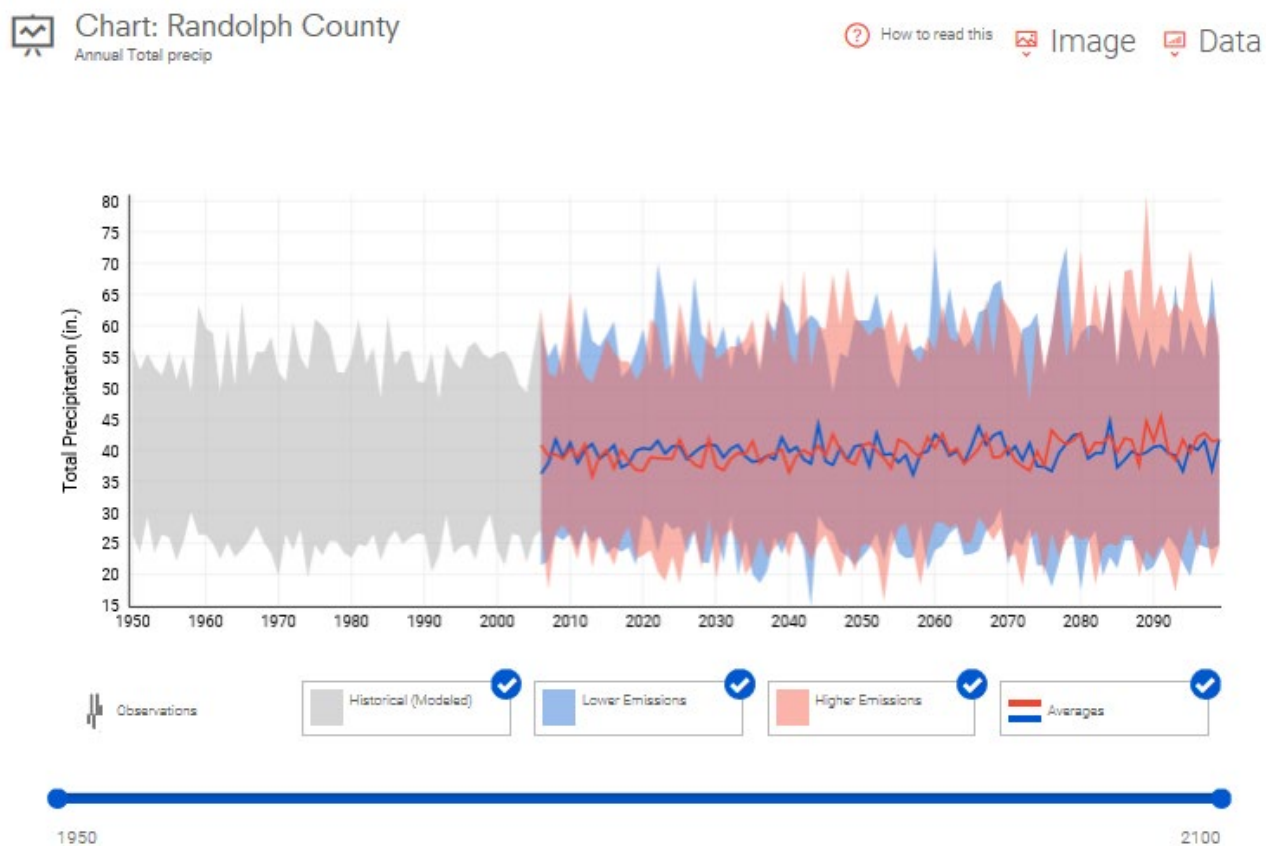 Chart: Randolph County
Annual Total precip
? How to read this
Image
Data
Total Precipitation (in.)
80
75
70
65
60
55
50
45
40
35
30
25
20
15
1950 1960 1970 1980 1990 2000 2010 2020 2030 2040 2050 2060 2070 2080 2090
Observations
Historical (Modeled)
Lower Emissions
Higher Emissions
Averages
1950 2100